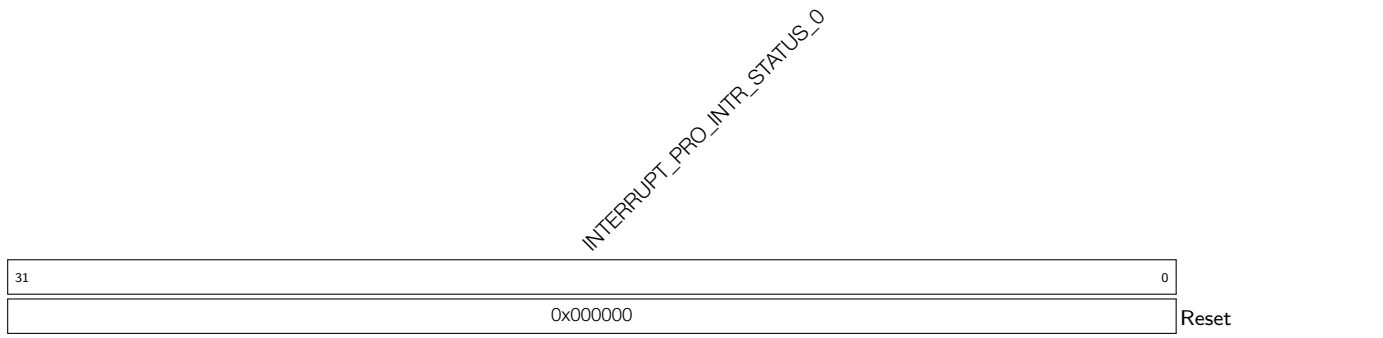 INTERRUPT_PRO_INTR_STATUS_0
31 0
0x000000 Reset